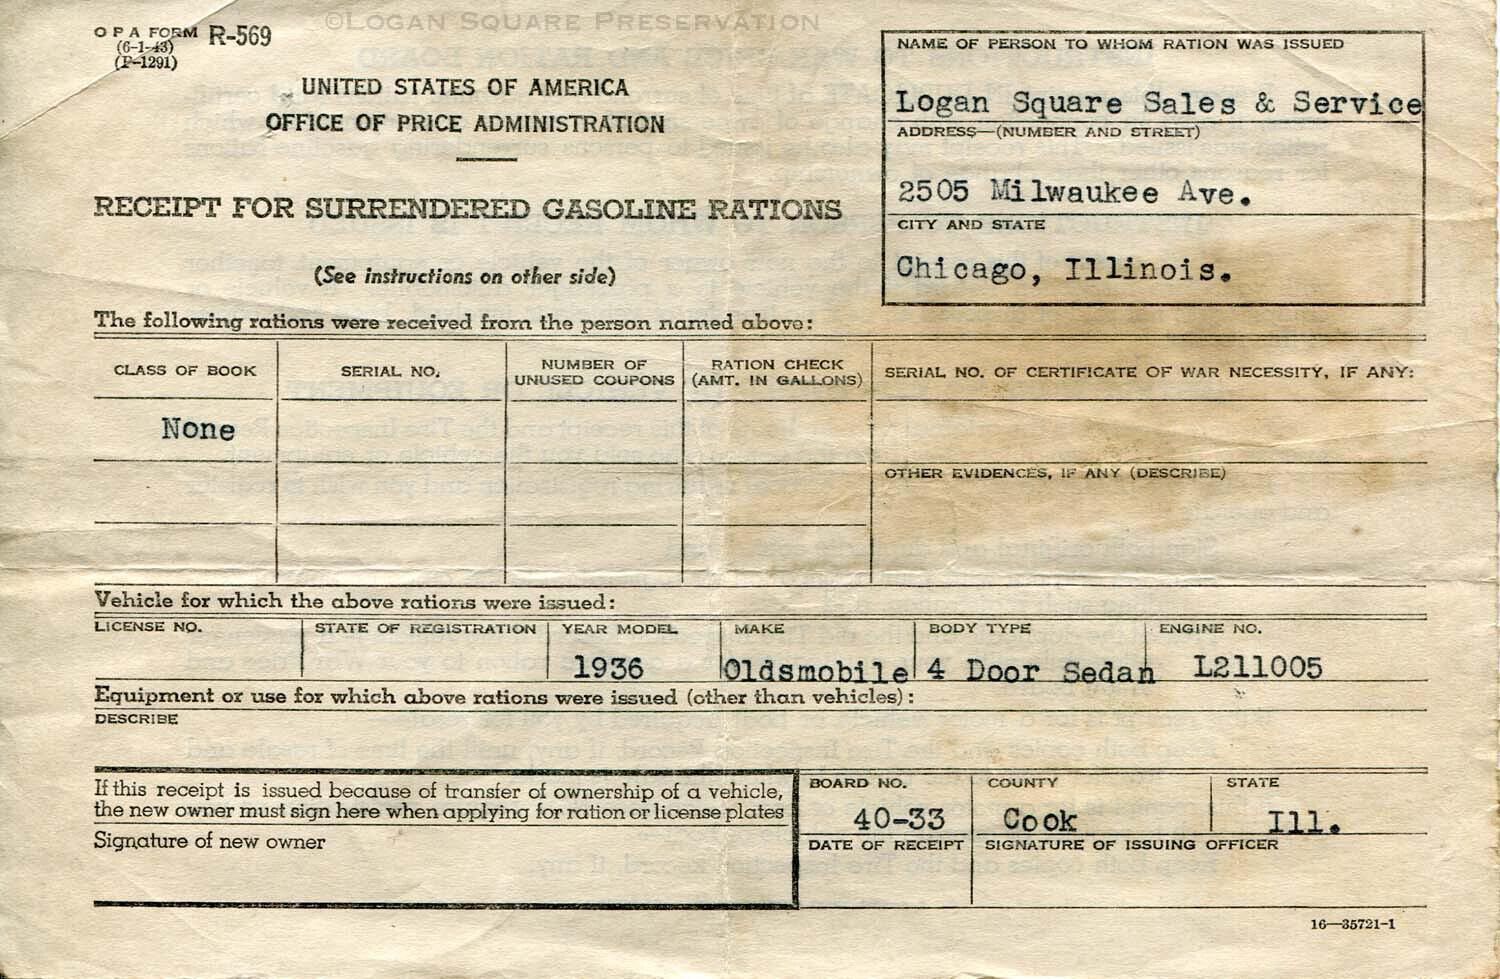 ©Logan Square Preservation
O P A FORM R-569
(6-1-43)
(P-1291)
UNITED STATES OF AMERICA
OFFICE OF PRICE ADMINISTRATION
RECEIPT FOR SURRENDERED GASOLINE RATIONS
(See instructions on other side)
NAME OF PERSON TO WHOM RATION WAS ISSUED
Logan Square Sales & Service
ADDRESS—(NUMBER AND STREET)
2505 Milwaukee Ave.
CITY AND STATE
Chicago, Illinois.
The following rations were received from the person named above:
CLASS OF BOOK
SERIAL NO.
NUMBER OF
UNUSED COUPONS
RATION CHECK
(AMT. IN GALLONS)
SERIAL NO. OF CERTIFICATE OF WAR NECESSITY, IF ANY:
None
OTHER EVIDENCES, IF ANY (DESCRIBE)
Vehicle for which the above rations were issued:
LICENSE NO.
STATE OF REGISTRATION
YEAR MODEL
MAKE
BODY TYPE
ENGINE NO.
1936
Oldsmobile
4 Door Sedan
L211005
Equipment or use for which above rations were issued (other than vehicles):
DESCRIBE
If this receipt is issued because of transfer of ownership of a vehicle,
the new owner must sign here when applying for ration or license plates
Signature of new owner
BOARD NO.
COUNTY
STATE
40-33
Cook
Ill.
DATE OF RECEIPT
SIGNATURE OF ISSUING OFFICER
16—35721-1